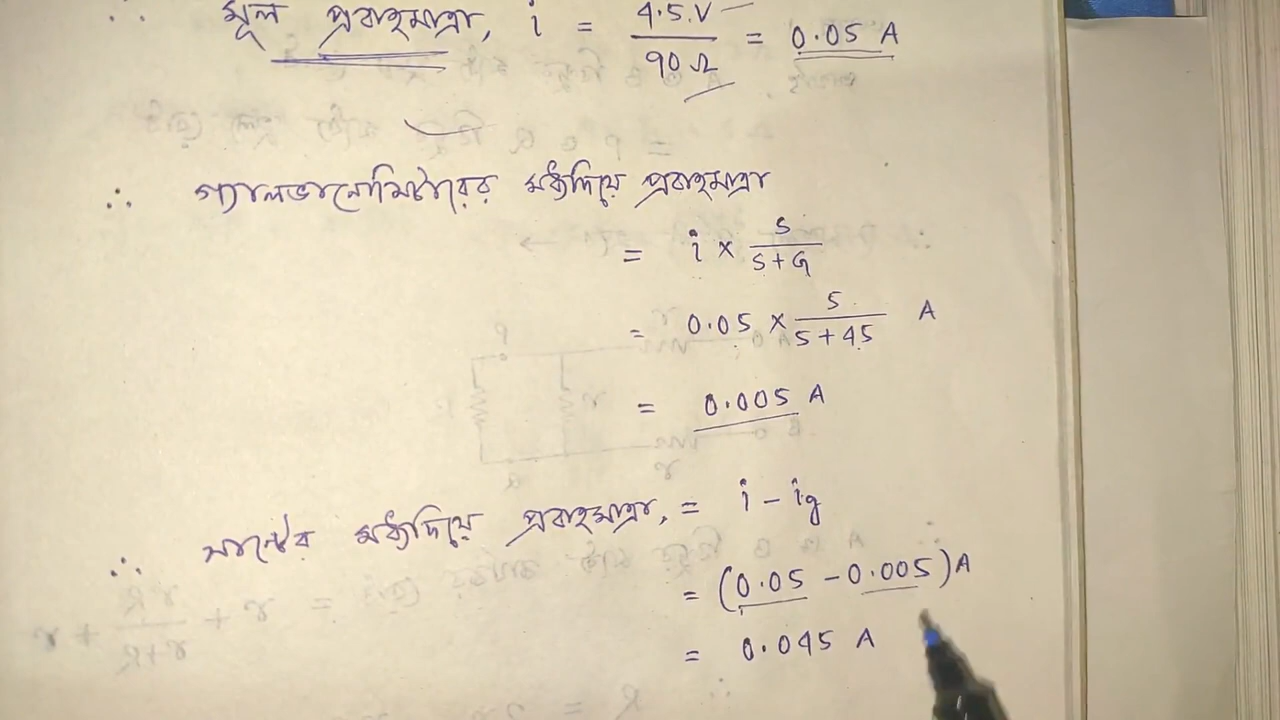 ∴ মূল প্রবাহমাত্রা, i = 4.5.V / 90 Ω = 0.05 A
∴ গ্যালভানোমিটারের মধ্যদিয়ে প্রবাহমাত্রা
= i × S / S+G
= 0.05 × 5 / 5+45 A
= 0.005 A
∴ সান্টের মধ্যদিয়ে প্রবাহমাত্রা, = i - ig
= (0.05 - 0.005) A
= 0.045 A